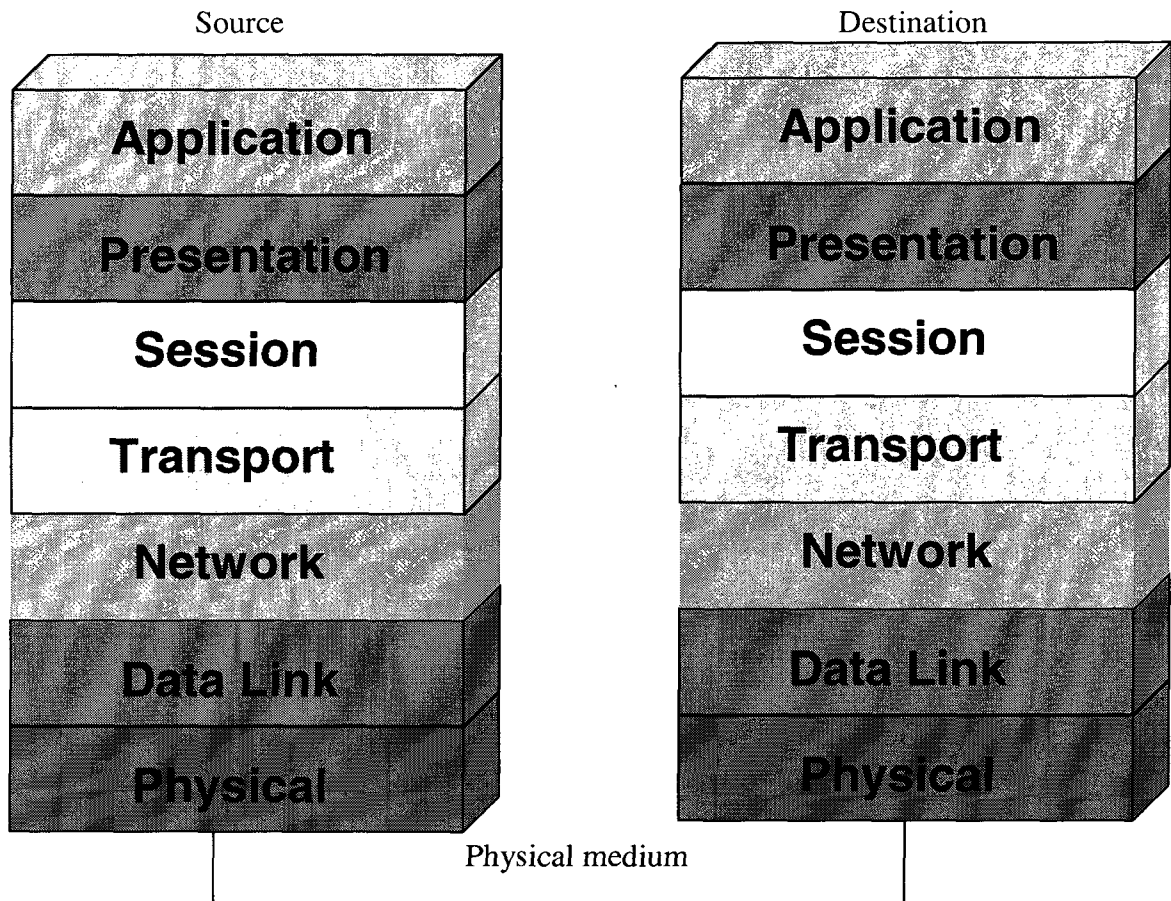 Source
Application
Presentation
Session
Transport
Network
Data Link
Physical
Destination
Application
Presentation
Session
Transport
Network
Data Link
Physical
Physical medium